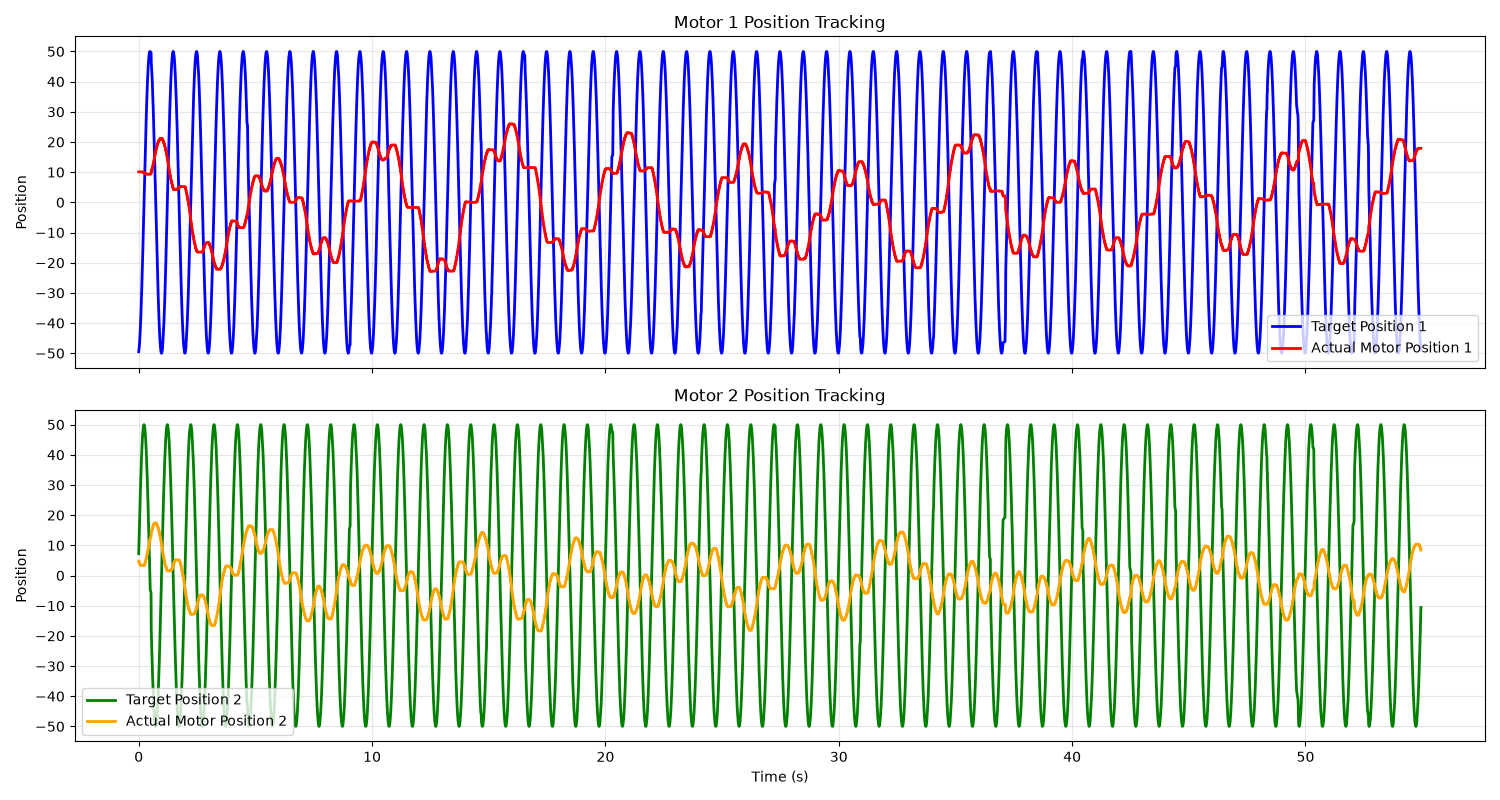 Motor 1 Position Tracking
50
40
30
20
10
0
−10
−20
−30
−40
−50
Position
Target Position 1
Actual Motor Position 1
Motor 2 Position Tracking
50
40
30
20
10
0
−10
−20
−30
−40
−50
Position
Target Position 2
Actual Motor Position 2
0 10 20 30 40 50
Time (s)